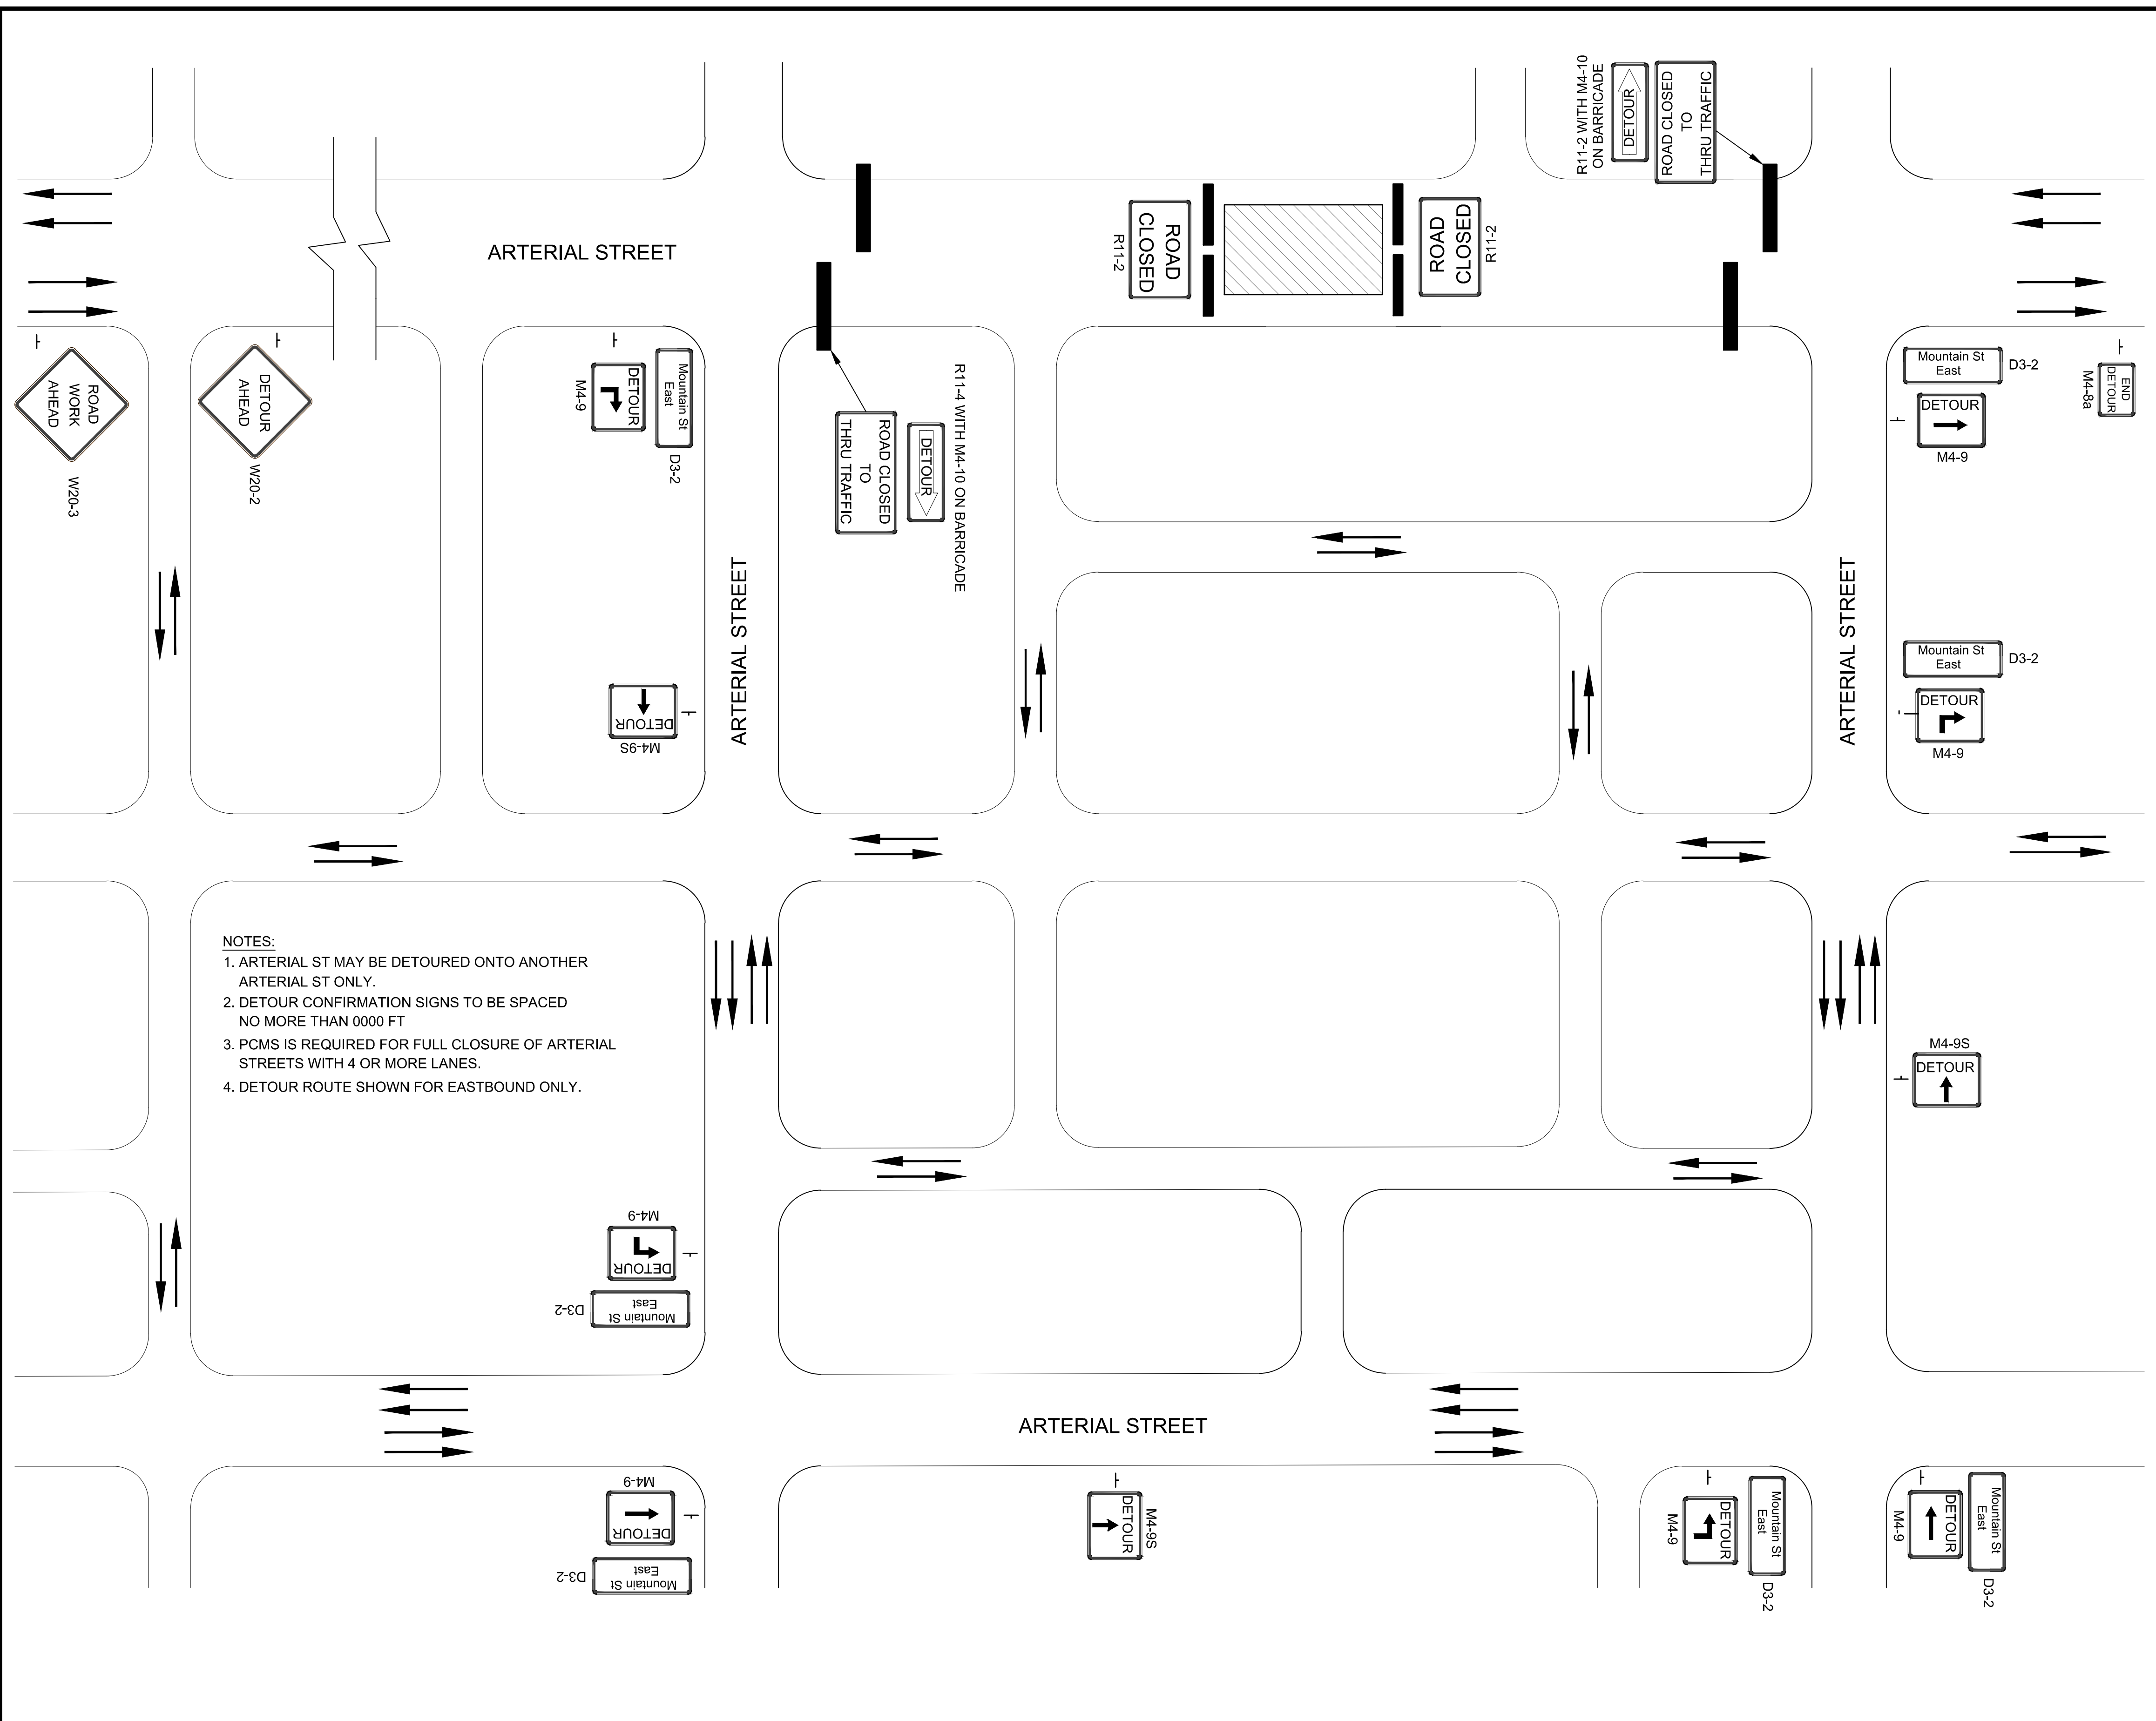 R11-2 WITH M4-10
ON BARRICADE
DETOUR
ROAD CLOSED
TO
THRU TRAFFIC
ARTERIAL STREET
R11-2
ROAD
CLOSED
ROAD
CLOSED
R11-2
ROAD
WORK
AHEAD
W20-3
DETOUR
AHEAD
W20-2
M4-9
DETOUR
Mountain St
East
D3-2
ROAD CLOSED
TO
THRU TRAFFIC
DETOUR
R11-4 WITH M4-10 ON BARRICADE
Mountain St
East
D3-2
DETOUR
M4-9
END
DETOUR
M4-8a
ARTERIAL STREET
ARTERIAL STREET
DETOUR
M4-9S
Mountain St
East
D3-2
DETOUR
M4-9
NOTES:
1. ARTERIAL ST MAY BE DETOURED ONTO ANOTHER
ARTERIAL ST ONLY.
2. DETOUR CONFIRMATION SIGNS TO BE SPACED
NO MORE THAN 0000 FT
3. PCMS IS REQUIRED FOR FULL CLOSURE OF ARTERIAL
STREETS WITH 4 OR MORE LANES.
4. DETOUR ROUTE SHOWN FOR EASTBOUND ONLY.
M4-9S
DETOUR
M4-9
DETOUR
Mountain St
East
D3-2
ARTERIAL STREET
M4-9
DETOUR
Mountain St
East
D3-2
DETOUR
M4-9S
M4-9
DETOUR
Mountain St
East
D3-2
M4-9
DETOUR
Mountain St
East
D3-2